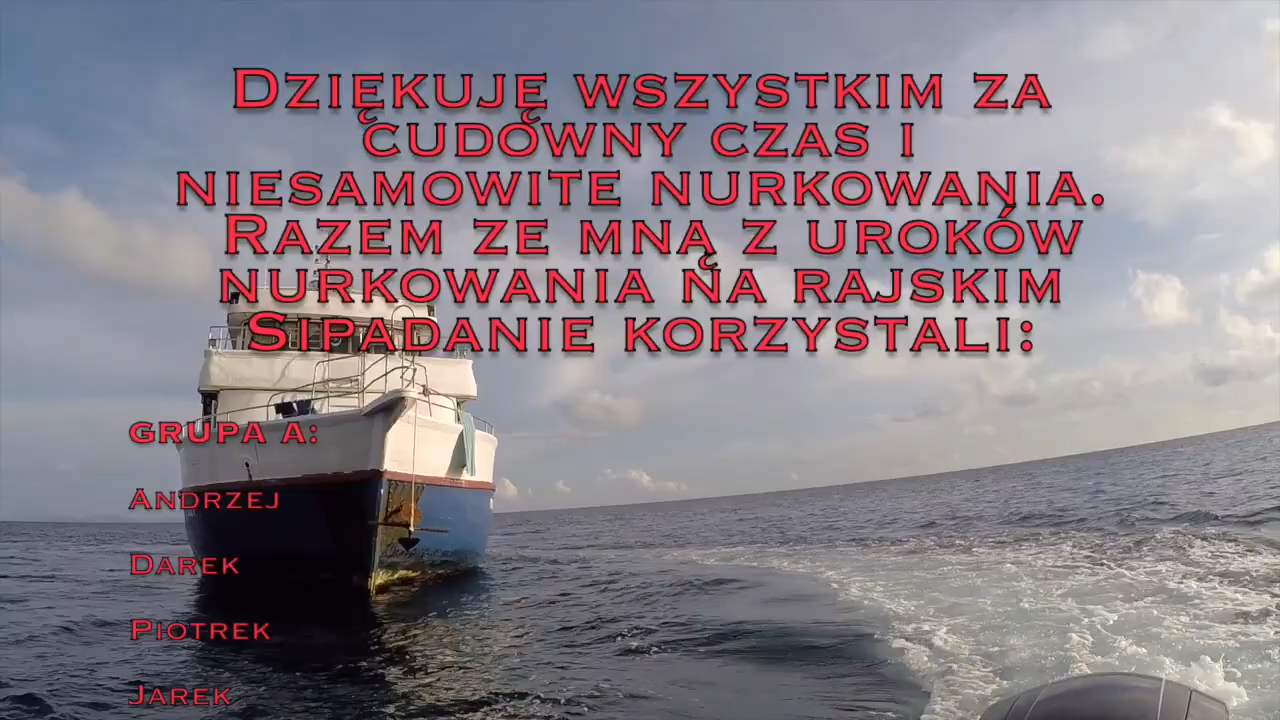 Dziękuję wszystkim za
cudowny czas i
niesamowite nurkowania.
Razem ze mną z uroków
nurkowania na rajskim
Sipadanie korzystali:
grupa a:
Andrzej
Darek
Piotrek
Jarek